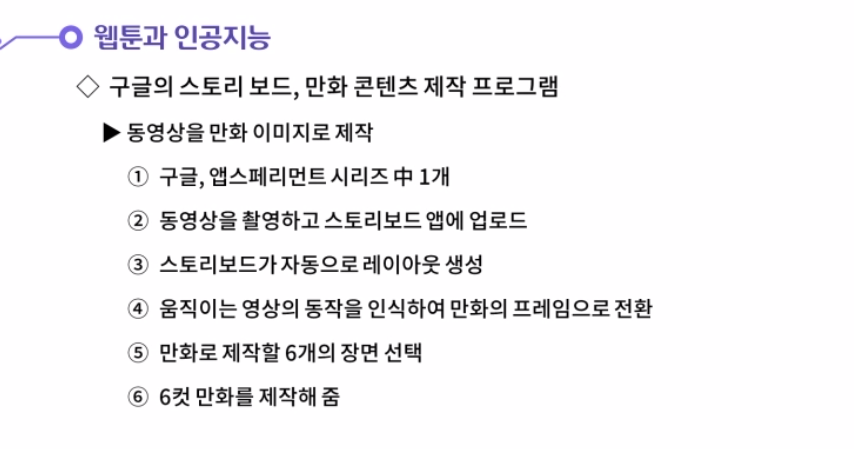 웹툰과 인공지능
◇ 구글의 스토리 보드, 만화 콘텐츠 제작 프로그램
▶ 동영상을 만화 이미지로 제작
① 구글, 앱스페리먼트 시리즈 中 1개
② 동영상을 촬영하고 스토리보드 앱에 업로드
③ 스토리보드가 자동으로 레이아웃 생성
④ 움직이는 영상의 동작을 인식하여 만화의 프레임으로 전환
⑤ 만화로 제작할 6개의 장면 선택
⑥ 6컷 만화를 제작해 줌